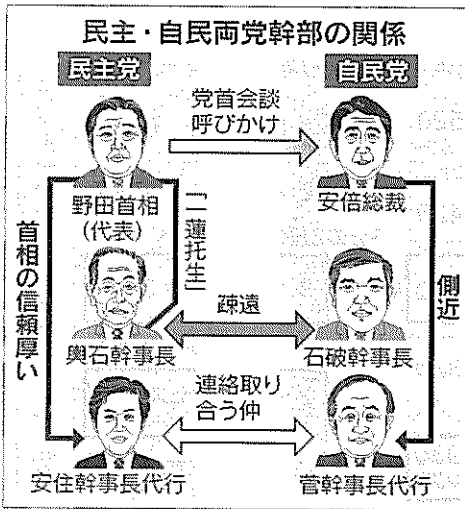 民主・自民両党幹部の関係
民主党
自民党
党首会談
呼びかけ
野田首相
(代表)
安倍総裁
「一蓮托生」
首相の信頼厚い
側近
輿石幹事長
疎遠
石破幹事長
連絡取り
合う仲
安住幹事長代行
菅幹事長代行